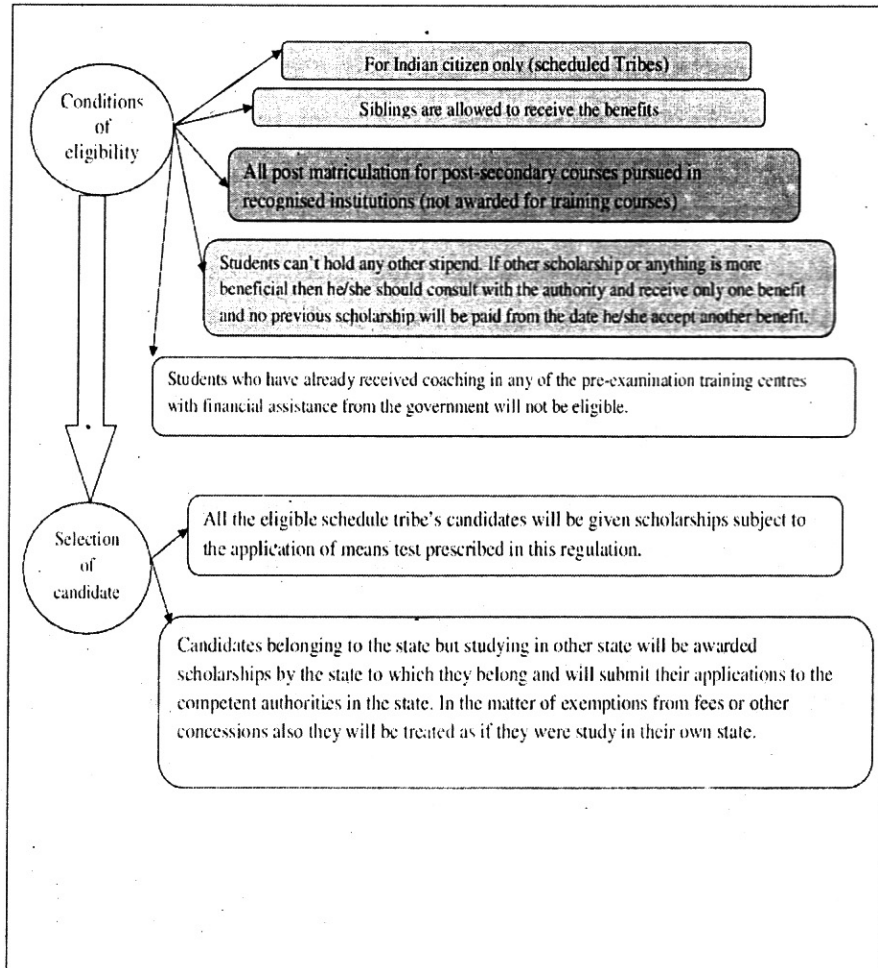 For Indian citizen only (scheduled Tribes)
Conditions
of
eligibility
Siblings are allowed to receive the benefits
All post matriculation for post-secondary courses pursued in
recognised institutions (not awarded for training courses)
Students can't hold any other stipend. If other scholarship or anything is more
beneficial then he/she should consult with the authority and receive only one benefit
and no previous scholarship will be paid from the date he/she accept another benefit.
Students who have already received coaching in any of the pre-examination training centres
with financial assistance from the government will not be eligible.
Selection
of
candidate
All the eligible schedule tribe's candidates will be given scholarships subject to
the application of means test prescribed in this regulation.
Candidates belonging to the state but studying in other state will be awarded
scholarships by the state to which they belong and will submit their applications to the
competent authorities in the state. In the matter of exemptions from fees or other
concessions also they will be treated as if they were study in their own state.